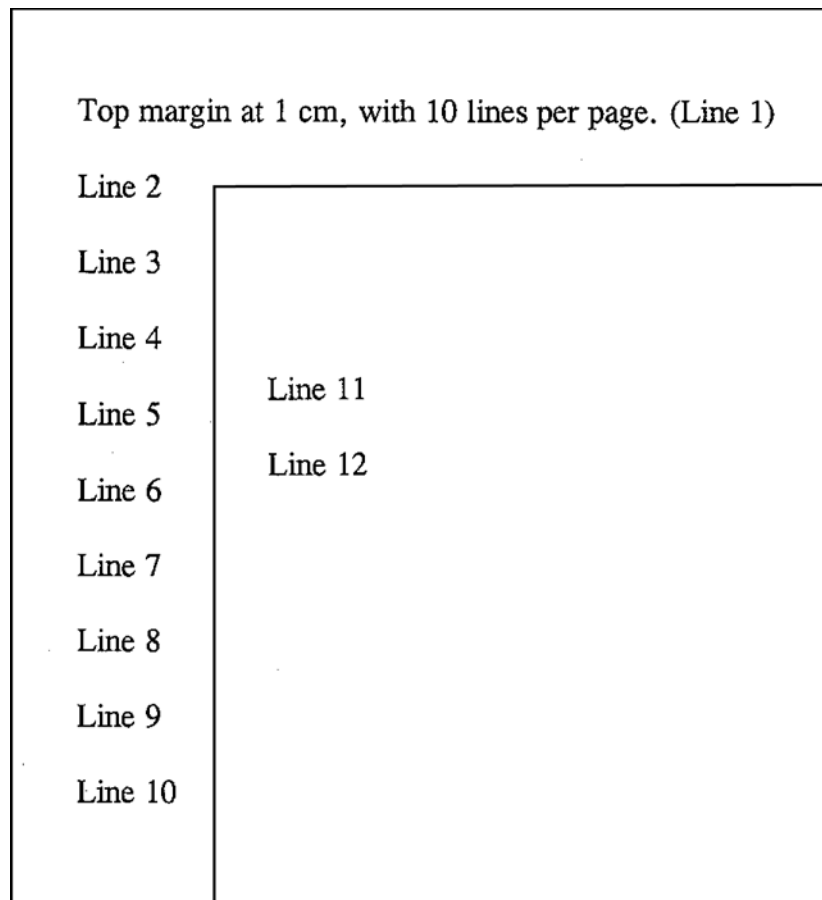 Top margin at 1 cm, with 10 lines per page. (Line 1)
Line 2
Line 3
Line 4
Line 5
Line 6
Line 7
Line 8
Line 9
Line 10
Line 11
Line 12